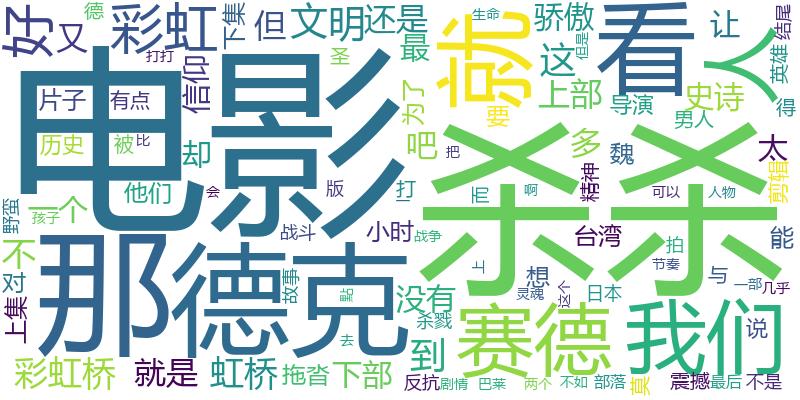 好
又
德
彩虹
打打
下集
但
文明
还是
最
生命
骄傲
但是
这
看
让
人
英雄
结尾
得
电影
信仰
圣
为了
就
上部
导演
史诗
男人
片子
有点
历史
被
比
却
吧
要
杀杀
多
魏
精神
太
剪辑
他们
一个
野蛮
孩子
会
版
打
一
把
而
啊
可以
人物
不
对
上集
那德克
战斗
小时
战争
故事
點
去
没有
杀戮
上
想
灵魂
这个
台湾
拍
节奏
日本
与
一部
能
几乎
说
彩虹桥
就是
虹桥
拖沓
下部
到
反抗
剧情
赛德
巴莱
两个
不如
部落
我们
真
震撼
最后
不是